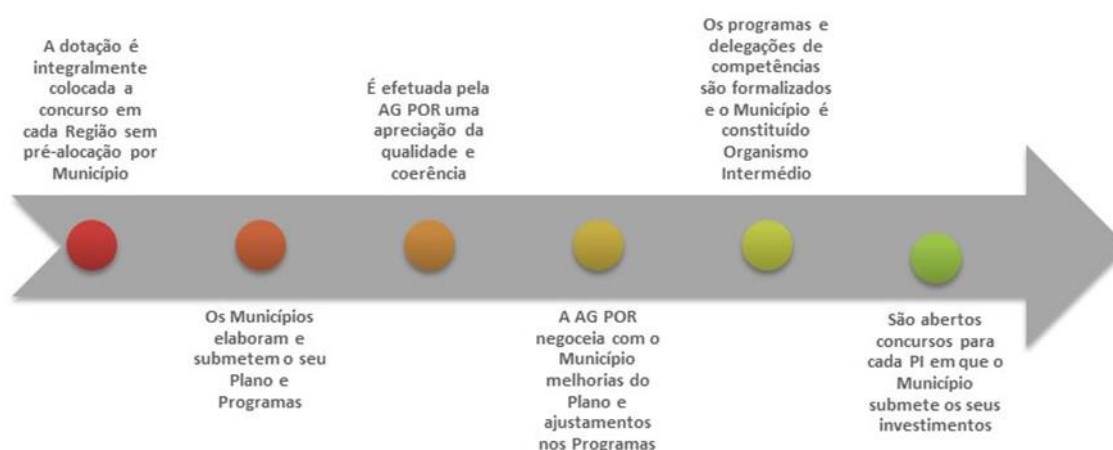 A dotação é
integralmente
colocada a
concurso em
cada Região sem
pré-alocação por
Município
Os Municípios
elaboram e
submetem o seu
Plano e
Programas
É efetuada pela
AG POR uma
apreciação da
qualidade e
coerência
A AG POR
negoceia com o
Município
melhorias do
Plano e
ajustamentos
nos Programas
Os programas e
delegações de
competências
são formalizados
e o Município é
constituído
Organismo
Intermédio
São abertos
concursos para
cada PI em que o
Município
submete os seus
investimentos